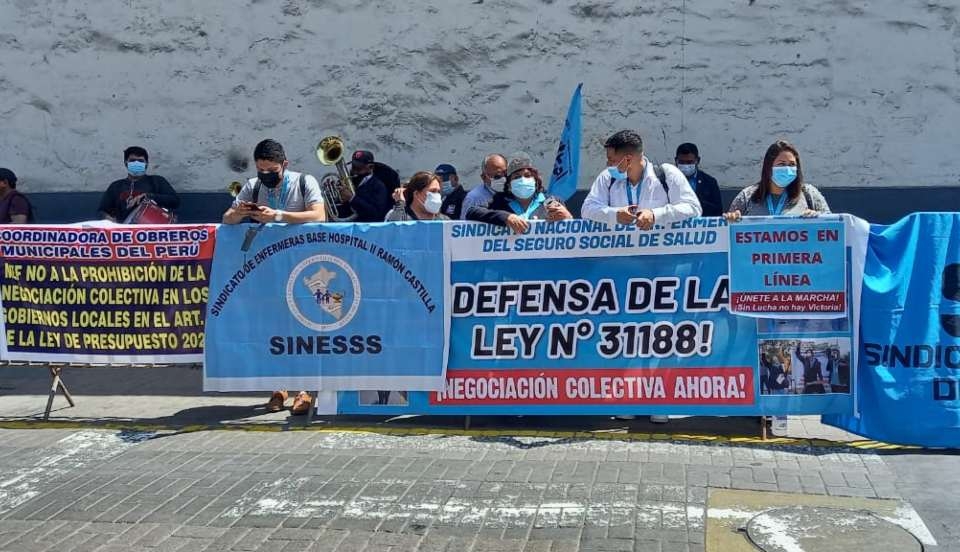 COORDINADORA DE OBREROS
MUNICIPALES DEL PERÚ
MEF NO A LA PROHIBICIÓN DE LA
NEGOCIACIÓN COLECTIVA EN LOS
GOBIERNOS LOCALES EN EL ART.
LA LEY DE PRESUPUESTO
SINDICATO DE ENFERMERAS BASE HOSPITAL II RAMÓN CASTILLA
SINESSS
SINDICATO NACIONAL DE
DEL SEGURO SOCIAL DE SALUD
DEFENSA DE LA
LEY N° 31188!
¡NEGOCIACIÓN COLECTIVA AHORA!
ESTAMOS EN
PRIMERA
LÍNEA
¡ÚNETE A LA MARCHA!
¡Sin Lucha no hay Victoria!